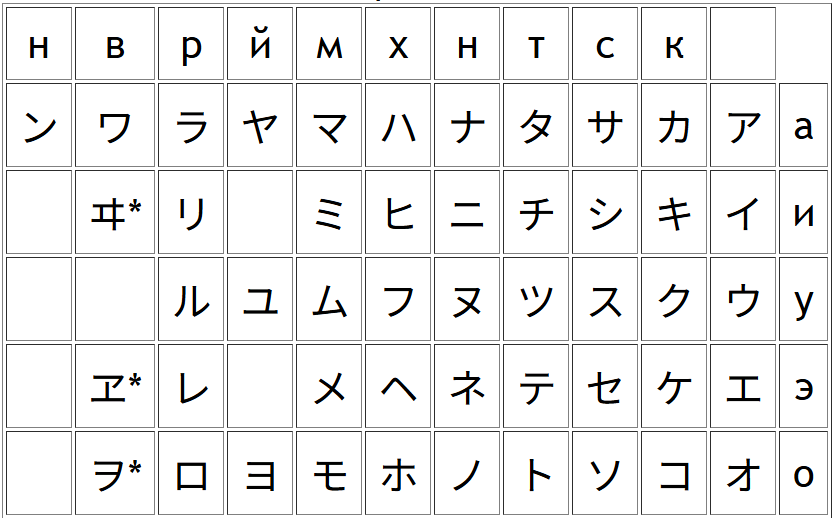 н в р й м х н т с к
ン ワ ラ ヤ マ ハ ナ タ サ カ ア а
ヰ* リ ミ ヒ ニ チ シ キ イ и
ル ユ ム フ ヌ ツ ス ク ウ у
ヱ* レ メ ヘ ネ テ セ ケ エ э
ヲ* ロ ヨ モ ホ ノ ト ソ コ オ о